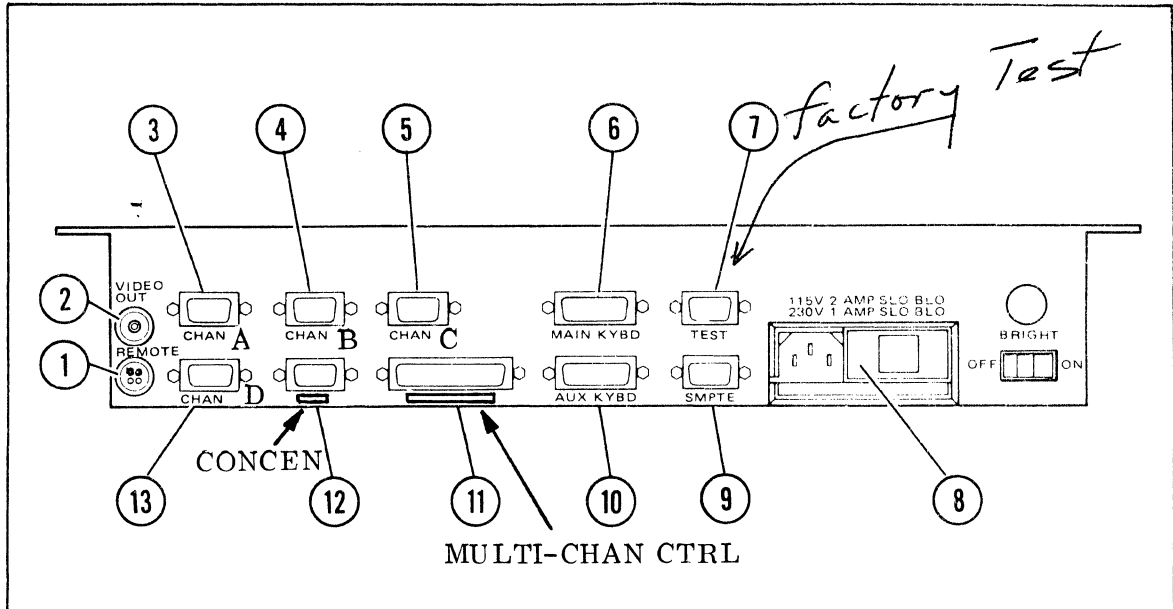 factory Test
3
4
5
6
7
2
VIDEO
OUT
115V 2 AMP SLO BLO
230V 1 AMP SLO BLO
CHAN A
CHAN B
CHAN C
MAIN KYBD
TEST
BRIGHT
1
REMOTE
OFF
ON
CHAN D
AUX KYBD
SMPTE
CONCEN
13
12
11
10
9
8
MULTI-CHAN CTRL